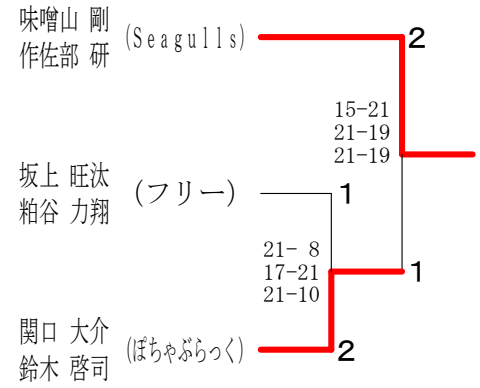 味噌山 剛
作佐部 研
(Seagulls)
2
15-21
21-19
21-19
坂上 旺汰
粕谷 力翔
(フリー)
1
21- 8
17-21
21-10
1
関口 大介
鈴木 啓司
(ぽちゃぶらっく)
2